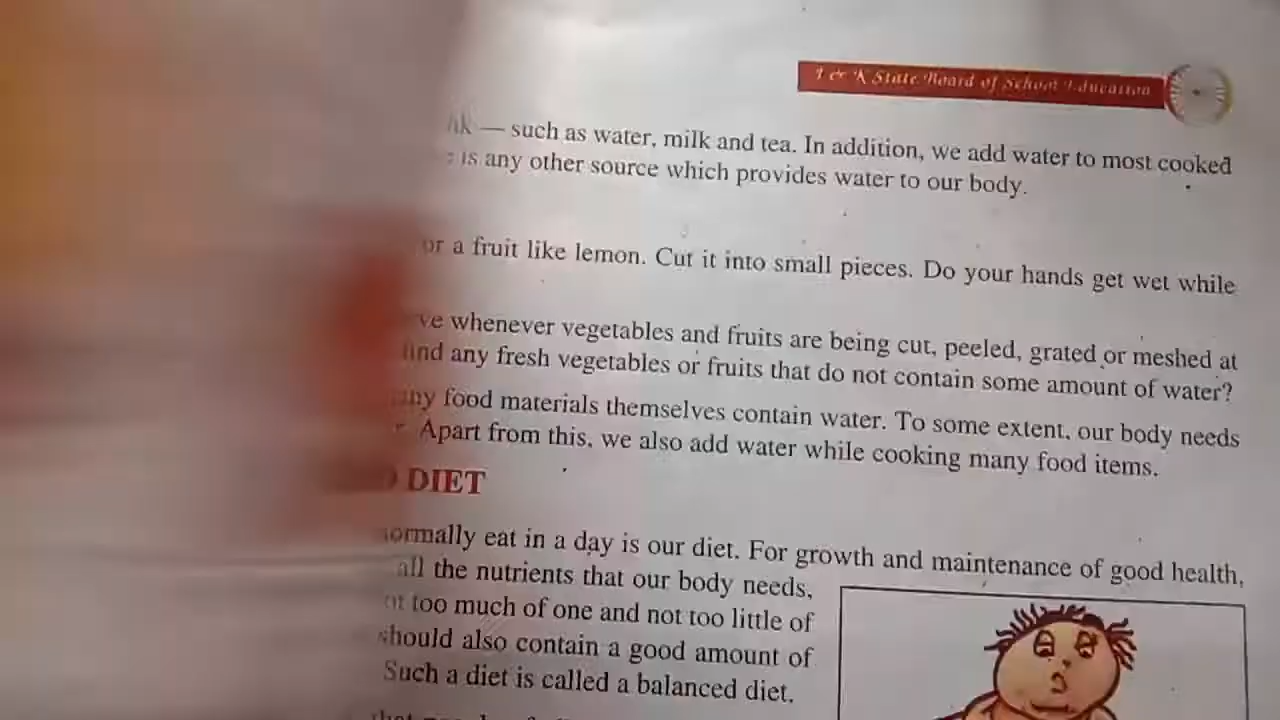 J & K State Board of School Education
— such as water, milk and tea. In addition, we add water to most cooked
is any other source which provides water to our body.
or a fruit like lemon. Cut it into small pieces. Do your hands get wet while
whenever vegetables and fruits are being cut, peeled, grated or meshed at
find any fresh vegetables or fruits that do not contain some amount of water?
food materials themselves contain water. To some extent, our body needs
Apart from this, we also add water while cooking many food items.
DIET
eat in a day is our diet. For growth and maintenance of good health,
all the nutrients that our body needs,
too much of one and not too little of
should also contain a good amount of
Such a diet is called a balanced diet.